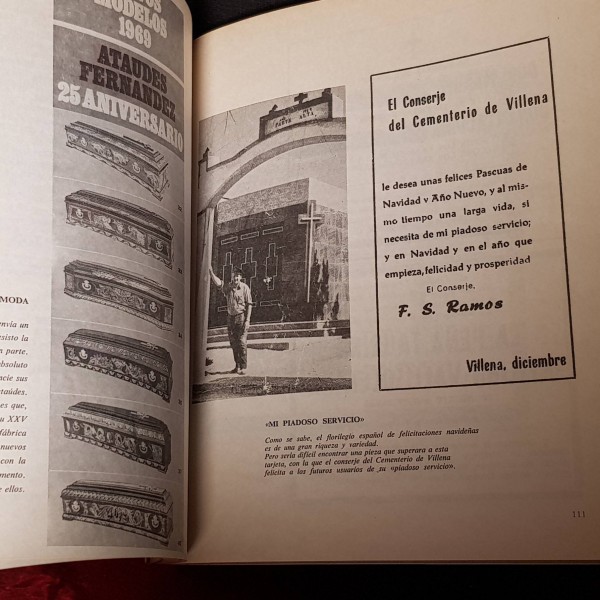 MODELOS
1969
ATAUDES
FERNANDEZ
25 ANIVERSARIO
MODA
envía un
esisto la
n parte,
absoluto
ncie sus
taúdes,
es que,
u XXV
fábrica
nuevos
con la
mento,
e ellos.
PARTE ALTA
El Conserje
del Cementerio de Villena
le desea unas felices Pascuas de
Navidad y Año Nuevo, y al mis-
mo tiempo una larga vida, si
necesita de mi piadoso servicio;
y en Navidad y en el año que
empieza, felicidad y prosperidad
El Conserje,
F. S. Ramos
Villena, diciembre
«MI PIADOSO SERVICIO»
Como se sabe, el florilegio español de felicitaciones navideñas
es de una gran riqueza y variedad.
Pero sería difícil encontrar una pieza que superara a esta
tarjeta, con la que el conserje del Cementerio de Villena
felicita a los futuros usuarios de su «piadoso servicio».
111